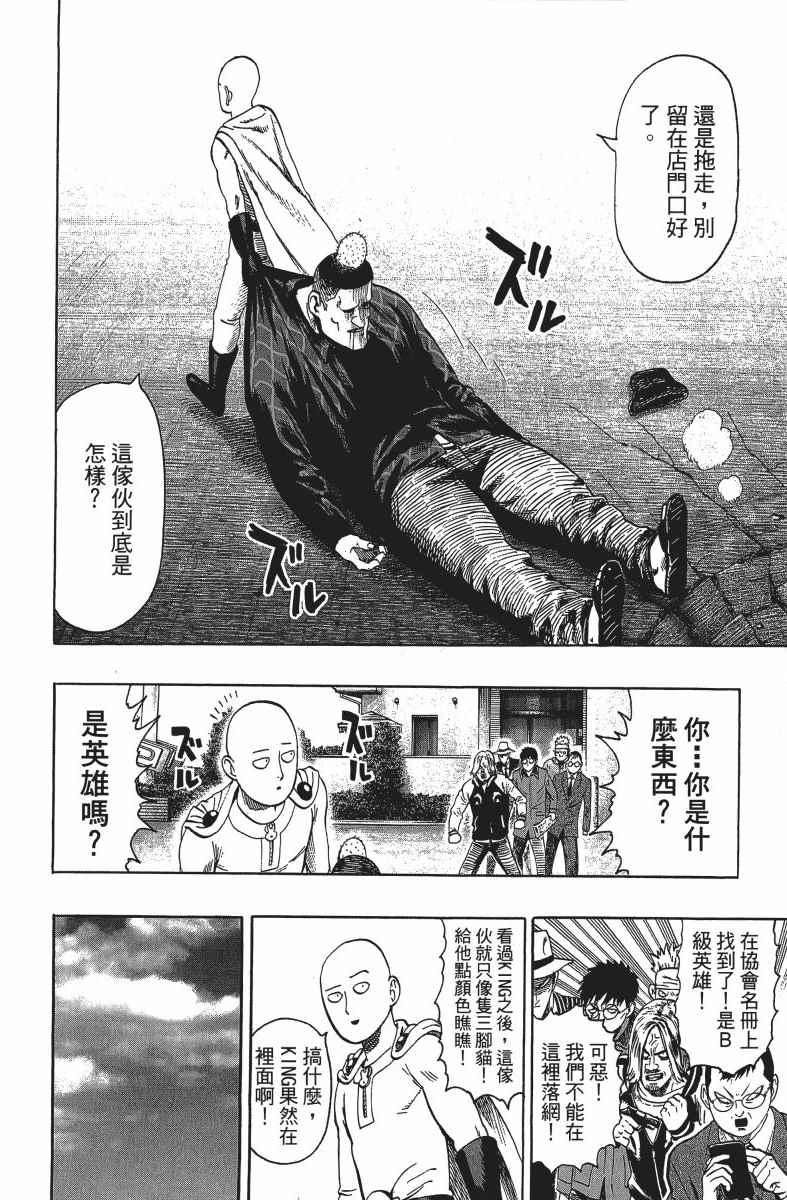 還是拖走，別
留在店門口好
了。
ズル
這傢伙到底是
怎樣？
ズル
你…你是什
麼東西？
ズル
ズル
是英雄嗎？
在協會名冊上
找到了！是B
級英雄！
可惡！
我們不能在
這裡落網！
看過KING之後，這傢
伙就只像隻三腳貓！
給他點顏色瞧瞧！
搞什麼，
KING果然在
裡面啊！